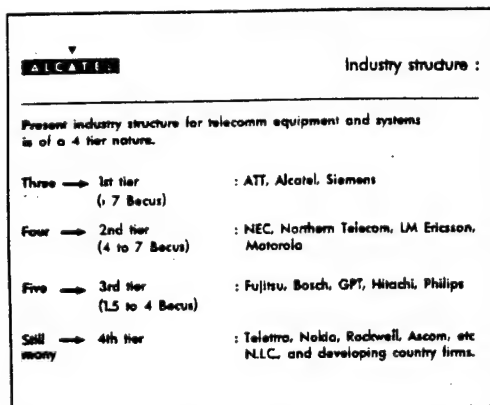 ALCATEL
Industry structure :
Present industry structure for telecomm equipment and systems
is of a 4 tier nature.
Three → 1st tier : ATT, Alcatel, Siemens
(> 7 Becus)
Four → 2nd tier : NEC, Northern Telecom, LM Ericsson,
(4 to 7 Becus) Motorola
Five → 3rd tier : Fujitsu, Bosch, GPT, Hitachi, Philips
(1.5 to 4 Becus)
Still → 4th tier : Teletra, Nokia, Rockwell, Ascom, etc
many N.I.C. and developing country firms.